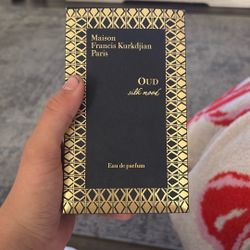 Maison
Francis Kurkdjian
Paris
OUD
silk mood
Eau de parfum